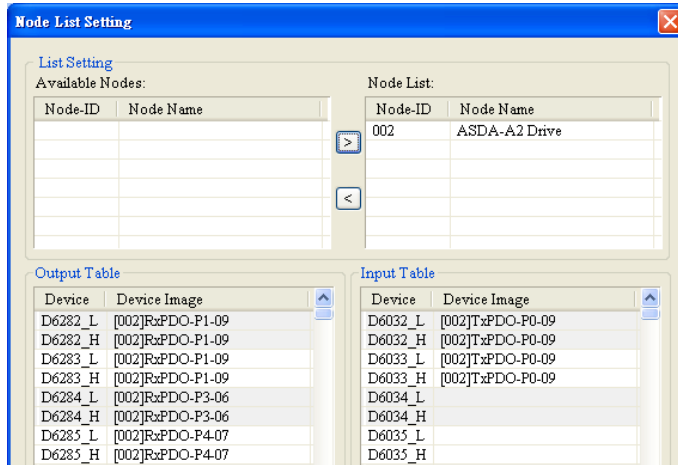 Node List Setting
List Setting
Available Nodes:
Node-ID Node Name
Node List:
Node-ID Node Name
002 ASDA-A2 Drive
>
<
Output Table
Device Device Image
D6282_L [002]RxPDO-P1-09
D6282_H [002]RxPDO-P1-09
D6283_L [002]RxPDO-P1-09
D6283_H [002]RxPDO-P1-09
D6284_L [002]RxPDO-P3-06
D6284_H [002]RxPDO-P3-06
D6285_L [002]RxPDO-P4-07
D6285_H [002]RxPDO-P4-07
Input Table
Device Device Image
D6032_L [002]TxPDO-P0-09
D6032_H [002]TxPDO-P0-09
D6033_L [002]TxPDO-P0-09
D6033_H [002]TxPDO-P0-09
D6034_L
D6034_H
D6035_L
D6035_H